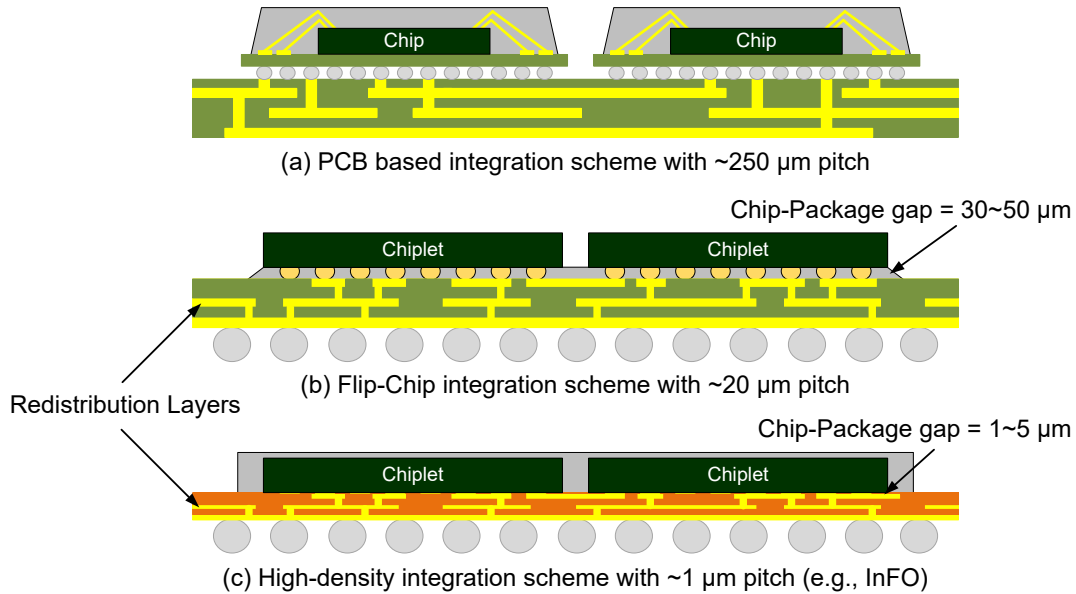 Chip
Chip
(a) PCB based integration scheme with ~250 µm pitch
Chip-Package gap = 30~50 µm
Chiplet
Chiplet
(b) Flip-Chip integration scheme with ~20 µm pitch
Redistribution Layers
Chip-Package gap = 1~5 µm
Chiplet
Chiplet
(c) High-density integration scheme with ~1 µm pitch (e.g., InFO)